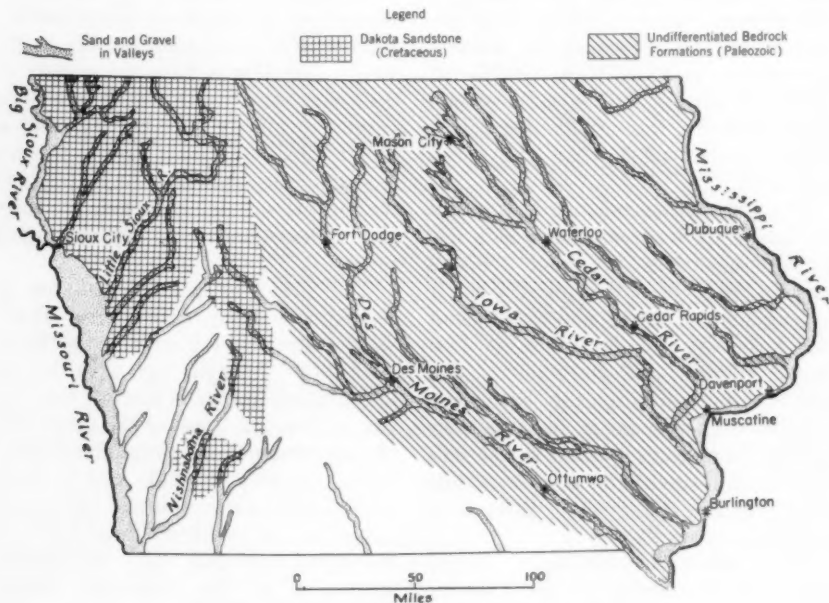 Legend
Sand and Gravel
in Valleys
Dakota Sandstone
(Cretaceous)
Undifferentiated Bedrock
Formations (Paleozoic)
Big Sioux River
Mason City
Mississippi River
Sioux City
Little Sioux R.
Fort Dodge
Waterloo
Dubuque
Cedar River
Missouri River
Des Moines River
Iowa River
Cedar Rapids
Des Moines
Davenport
Muscatine
Nishnabotna River
Ottumwa
Burlington
0 50 100
Miles